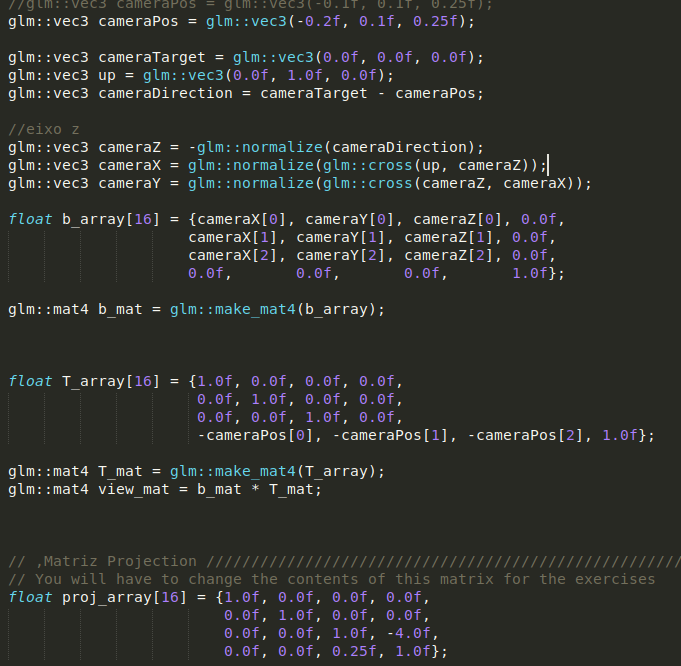 //glm::vec3 cameraPos = glm::vec3(-0.1f, 0.1f, 0.25f);
glm::vec3 cameraPos = glm::vec3(-0.2f, 0.1f, 0.25f);
glm::vec3 cameraTarget = glm::vec3(0.0f, 0.0f, 0.0f);
glm::vec3 up = glm::vec3(0.0f, 1.0f, 0.0f);
glm::vec3 cameraDirection = cameraTarget - cameraPos;
//eixo z
glm::vec3 cameraZ = -glm::normalize(cameraDirection);
glm::vec3 cameraX = glm::normalize(glm::cross(up, cameraZ));
glm::vec3 cameraY = glm::normalize(glm::cross(cameraZ, cameraX));
float b_array[16] = {cameraX[0], cameraY[0], cameraZ[0], 0.0f,
cameraX[1], cameraY[1], cameraZ[1], 0.0f,
cameraX[2], cameraY[2], cameraZ[2], 0.0f,
0.0f, 0.0f, 0.0f, 1.0f};
glm::mat4 b_mat = glm::make_mat4(b_array);
float T_array[16] = {1.0f, 0.0f, 0.0f, 0.0f,
0.0f, 1.0f, 0.0f, 0.0f,
0.0f, 0.0f, 1.0f, 0.0f,
-cameraPos[0], -cameraPos[1], -cameraPos[2], 1.0f};
glm::mat4 T_mat = glm::make_mat4(T_array);
glm::mat4 view_mat = b_mat * T_mat;
// ,Matriz Projection /////////////////////////////////////////////////////
// You will have to change the contents of this matrix for the exercises
float proj_array[16] = {1.0f, 0.0f, 0.0f, 0.0f,
0.0f, 1.0f, 0.0f, 0.0f,
0.0f, 0.0f, 1.0f, -4.0f,
0.0f, 0.0f, 0.25f, 1.0f};